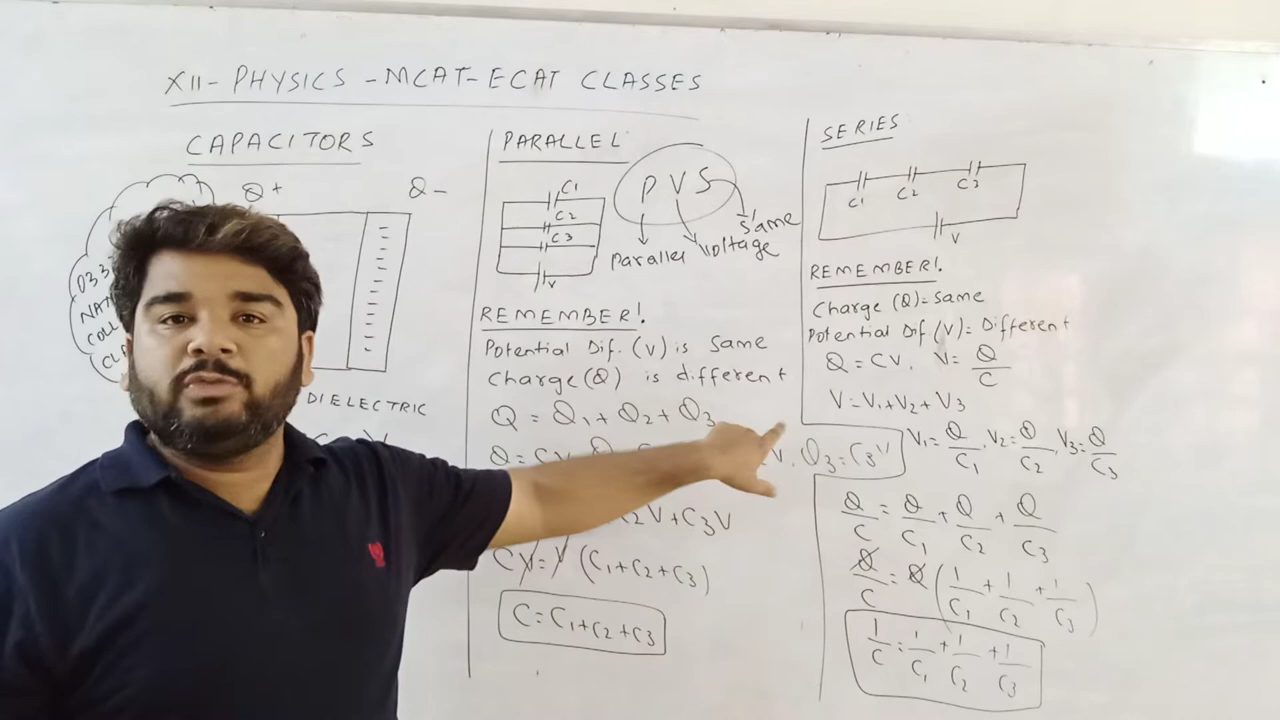 XII - PHYSICS - MCAT - ECAT CLASSES
CAPACITORS
Q+ Q-
DIELECTRIC
PARALLEL
C1
C2
C3
V
PVS
Parallel Voltage Same
REMEMBER!
Potential Dif. (V) is Same
Charge (Q) is different
Q = Q1 + Q2 + Q3
Q = CV, Q3 = C3V
2V + C3V
CV = V (C1 + C2 + C3)
C = C1 + C2 + C3
SERIES
C1 C2 C3
V
REMEMBER!
Charge (Q) = Same
Potential Dif (V) = Different
Q = CV, V = Q/C
V = V1 + V2 + V3
V1 = Q/C1, V2 = Q/C2, V3 = Q/C3
Q/C = Q/C1 + Q/C2 + Q/C3
Q/C = Q (1/C1 + 1/C2 + 1/C3)
1/C = 1/C1 + 1/C2 + 1/C3